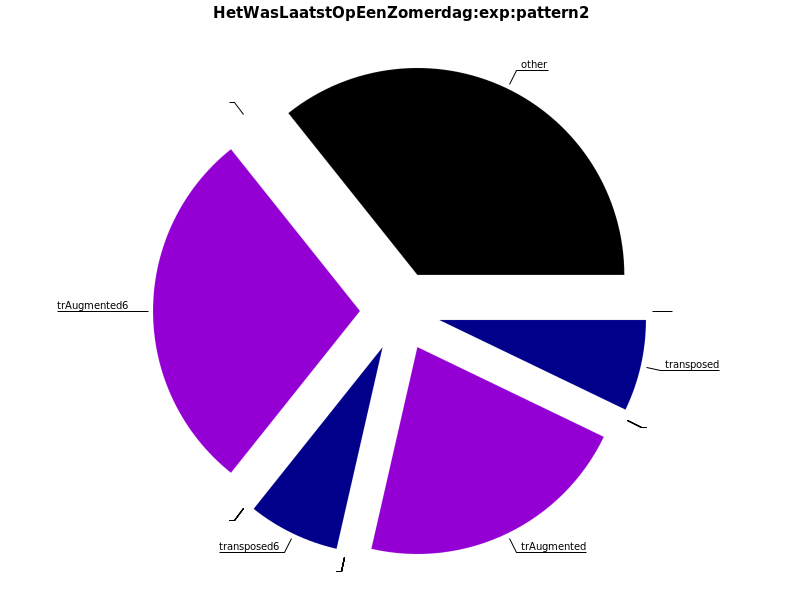 HetWasLaatstOpEenZomerdag:exp:pattern2
other
trAugmented6
transposed
transposed6
trAugmented